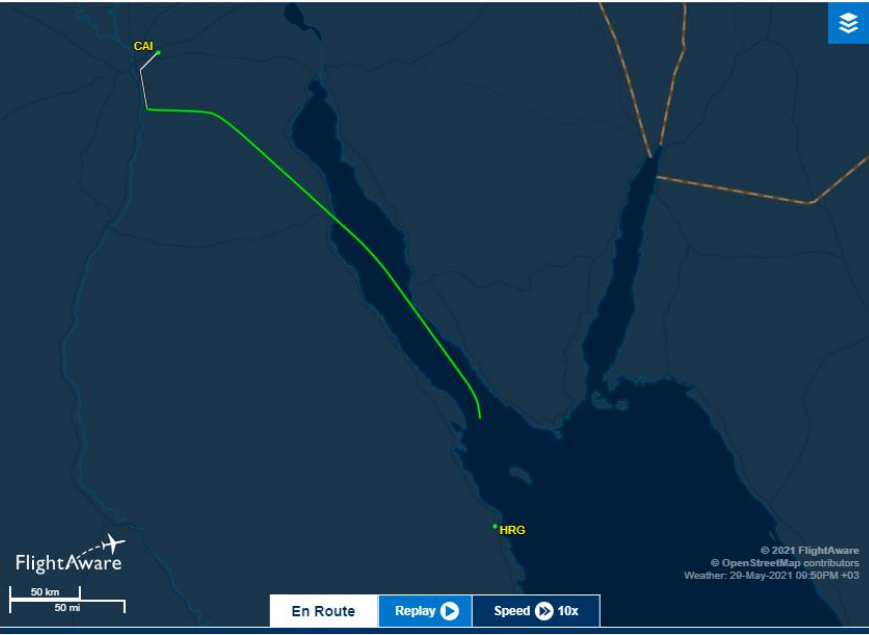 CAI
HRG
FlightAware
50 km
50 mi
© 2021 FlightAware
© OpenStreetMap contributors
Weather: 29-May-2021 09:50PM +03
En Route
Replay
Speed 10x